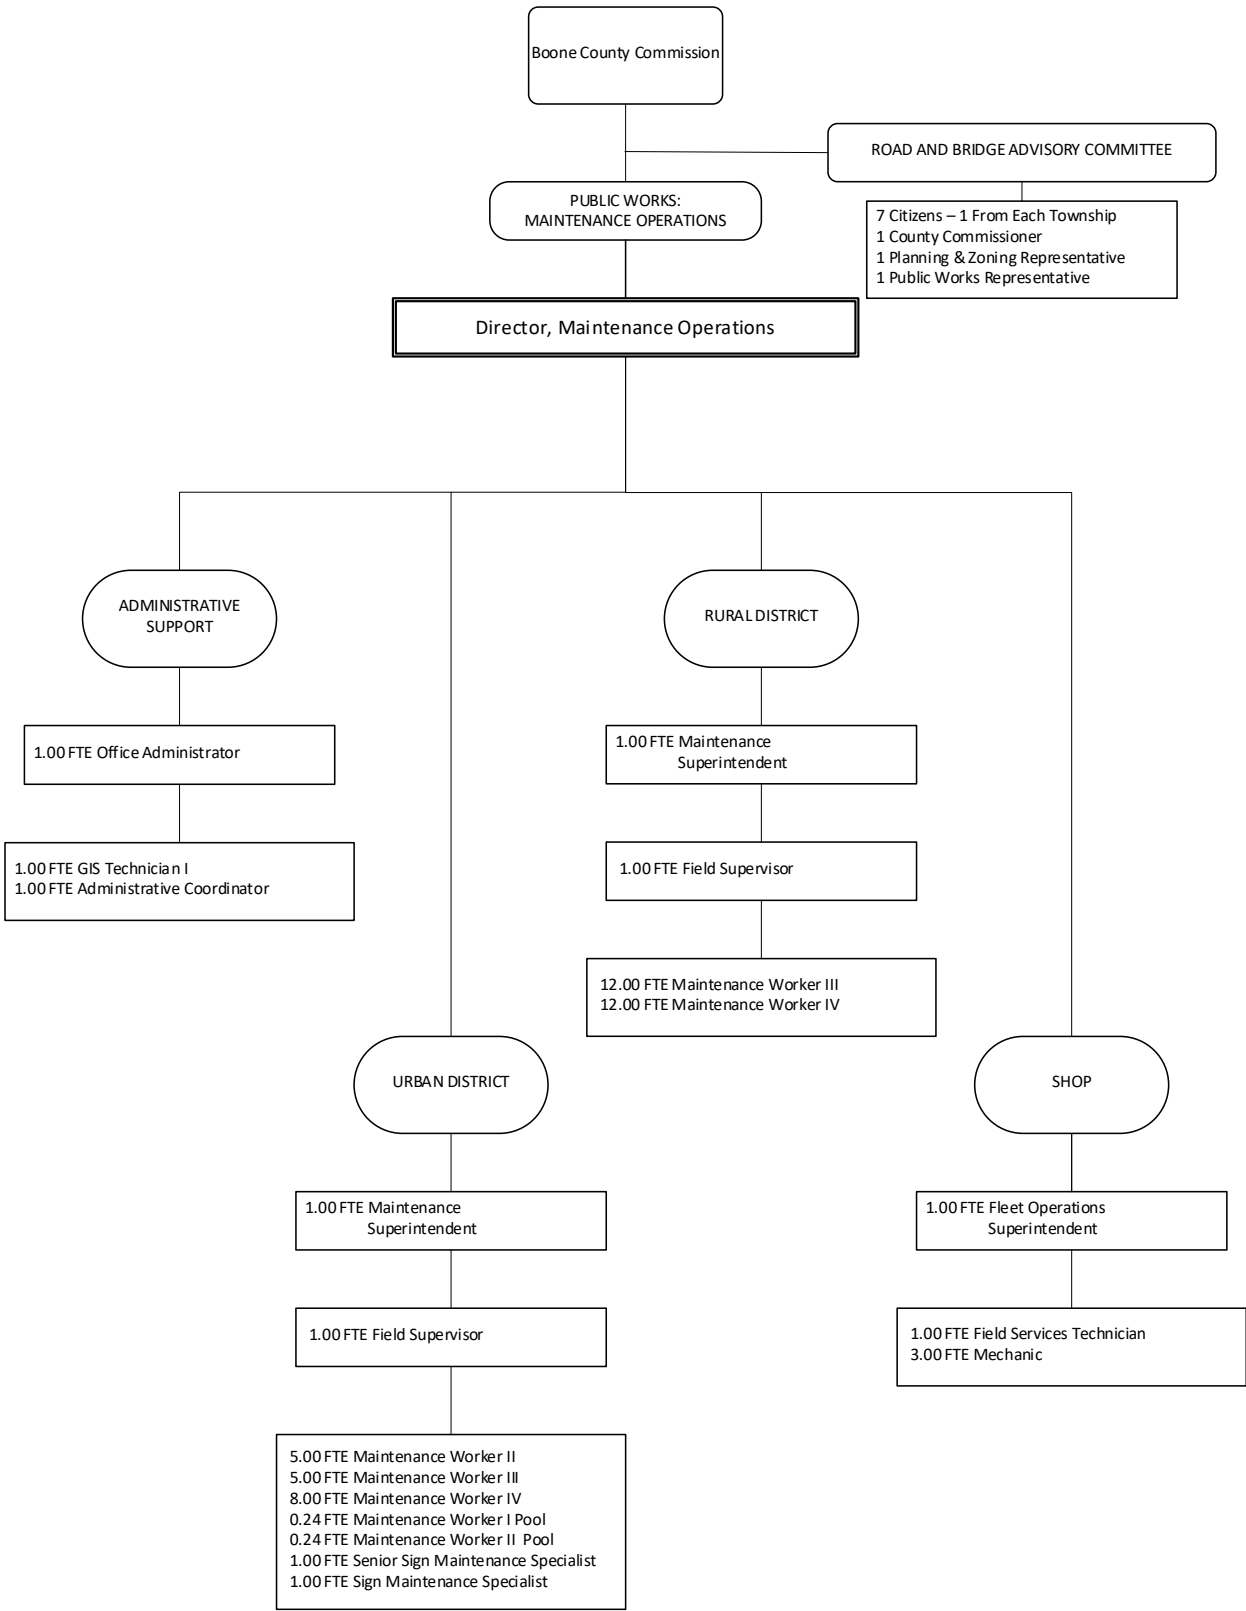 Boone County Commission
ROAD AND BRIDGE ADVISORY COMMITTEE
7 Citizens – 1 From Each Township
1 County Commissioner
1 Planning & Zoning Representative
1 Public Works Representative
PUBLIC WORKS:
MAINTENANCE OPERATIONS
Director, Maintenance Operations
ADMINISTRATIVE
SUPPORT
1.00 FTE Office Administrator
1.00 FTE GIS Technician I
1.00 FTE Administrative Coordinator
URBAN DISTRICT
1.00 FTE Maintenance
Superintendent
1.00 FTE Field Supervisor
5.00 FTE Maintenance Worker II
5.00 FTE Maintenance Worker III
8.00 FTE Maintenance Worker IV
0.24 FTE Maintenance Worker I Pool
0.24 FTE Maintenance Worker II Pool
1.00 FTE Senior Sign Maintenance Specialist
1.00 FTE Sign Maintenance Specialist
RURAL DISTRICT
1.00 FTE Maintenance
Superintendent
1.00 FTE Field Supervisor
12.00 FTE Maintenance Worker III
12.00 FTE Maintenance Worker IV
SHOP
1.00 FTE Fleet Operations
Superintendent
1.00 FTE Field Services Technician
3.00 FTE Mechanic